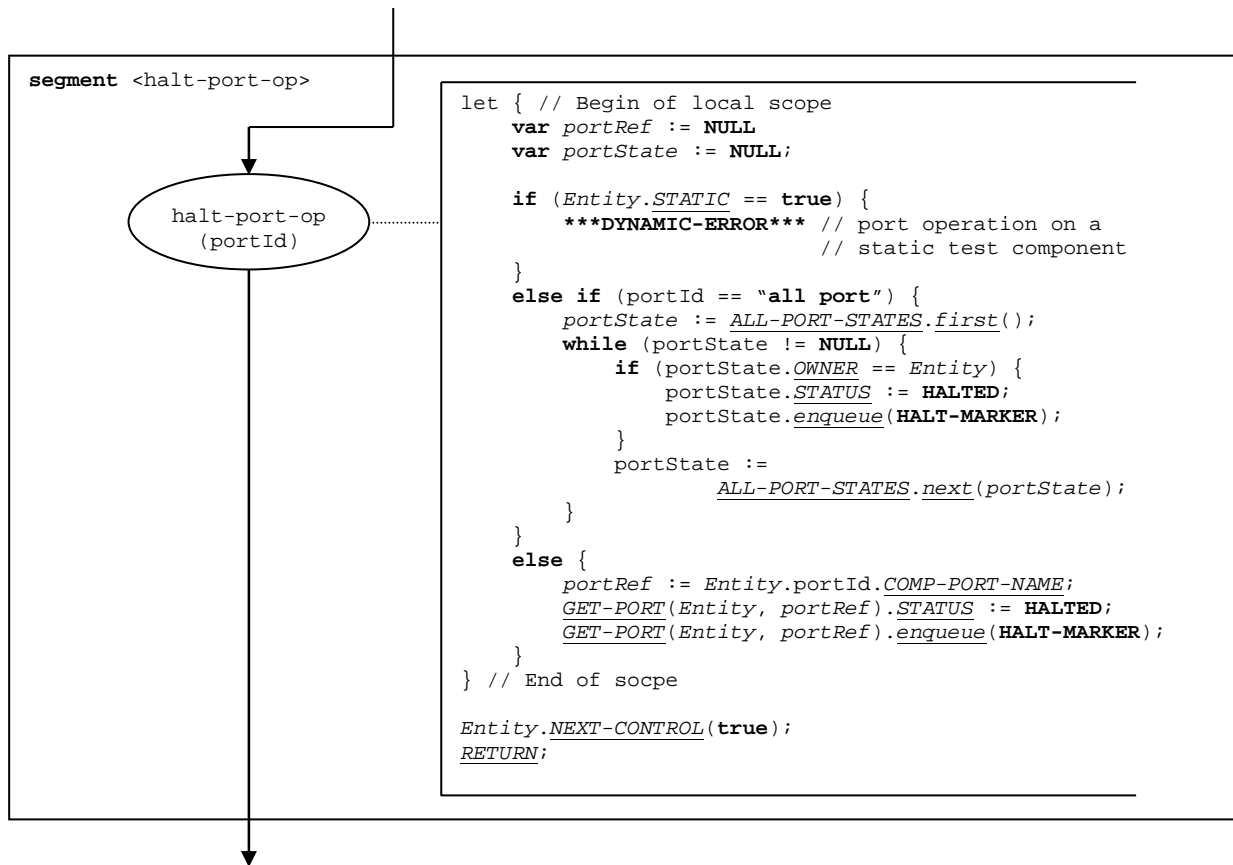 segment <halt-port-op>
halt-port-op
(portId)
let { // Begin of local scope
var portRef := NULL
var portState := NULL;
if (Entity.STATIC == true) {
***DYNAMIC-ERROR*** // port operation on a
// static test component
}
else if (portId == “all port”) {
portState := ALL-PORT-STATES.first();
while (portState != NULL) {
if (portState.OWNER == Entity) {
portState.STATUS := HALTED;
portState.enqueue(HALT-MARKER);
}
portState :=
ALL-PORT-STATES.next(portState);
}
}
else {
portRef := Entity.portId.COMP-PORT-NAME;
GET-PORT(Entity, portRef).STATUS := HALTED;
GET-PORT(Entity, portRef).enqueue(HALT-MARKER);
}
} // End of socpe
Entity.NEXT-CONTROL(true);
RETURN;